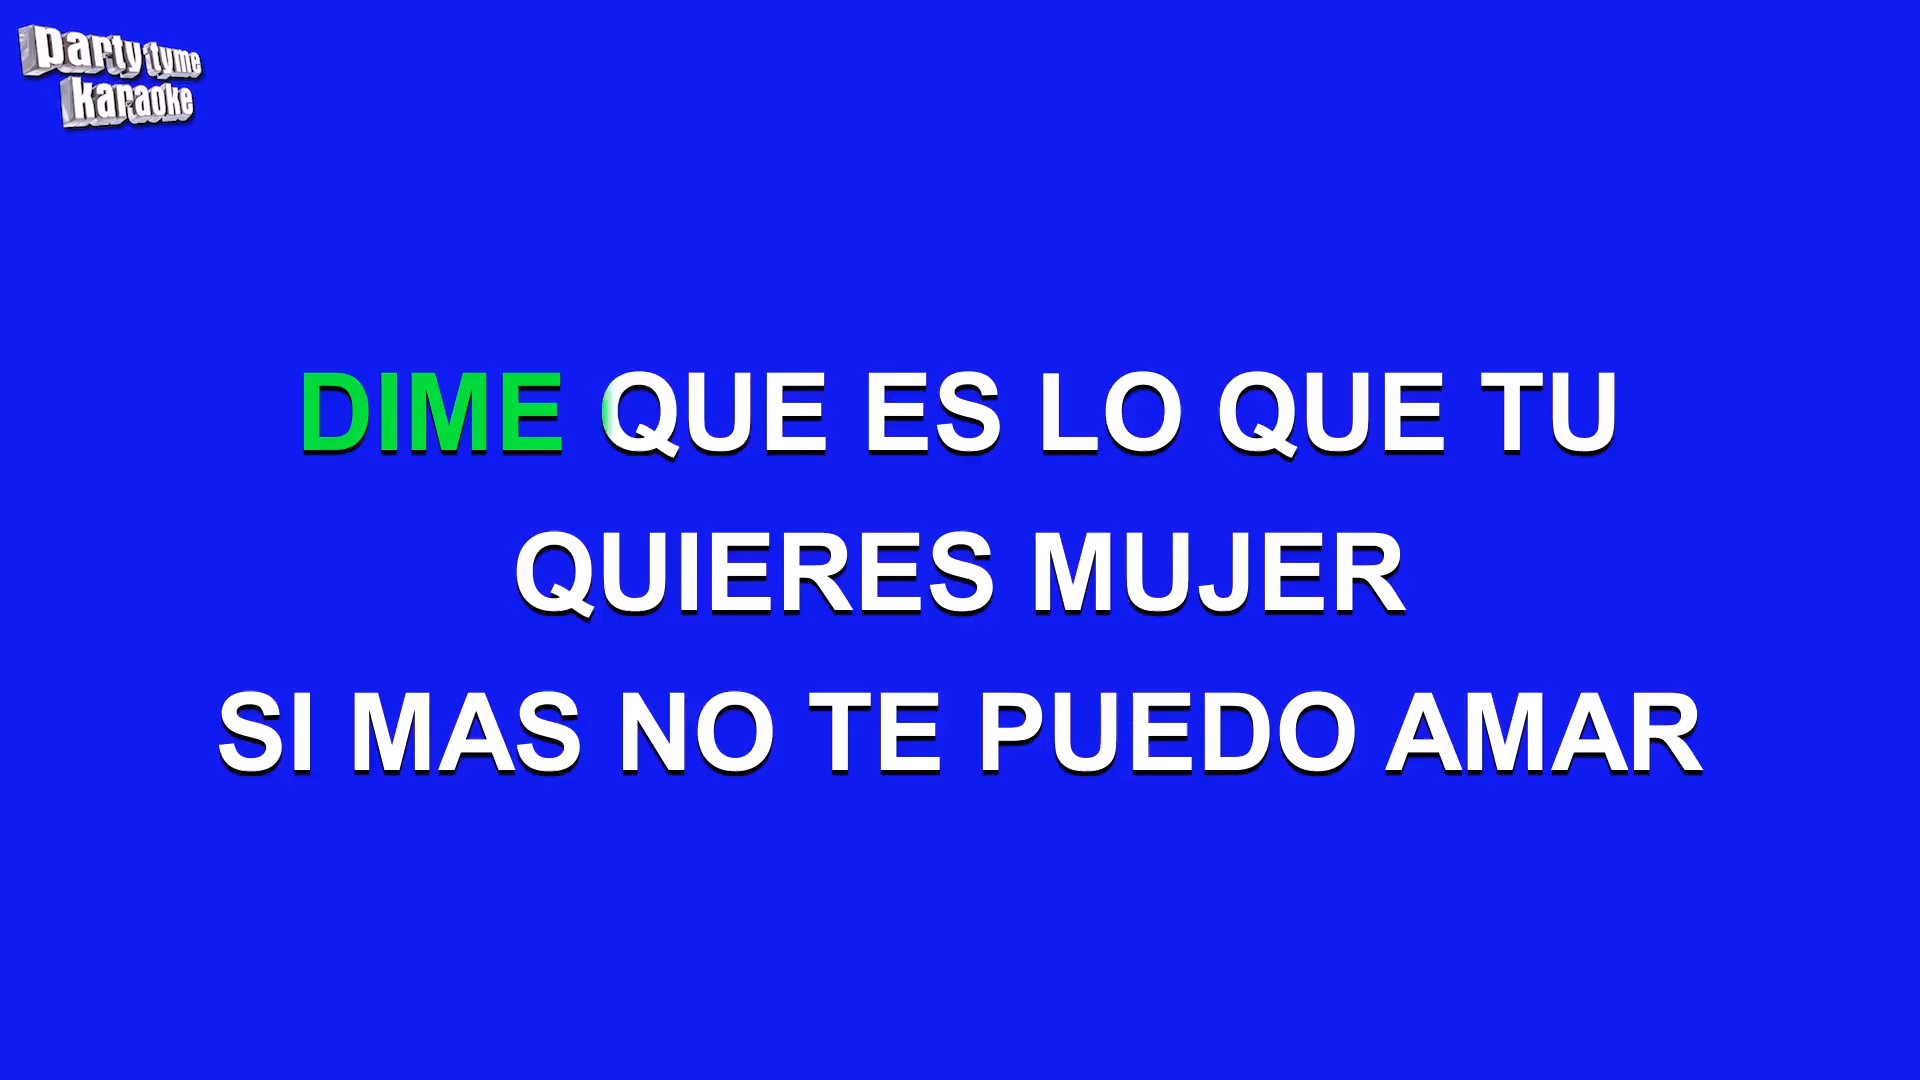 party tyme
karaoke
DIME QUE ES LO QUE TU
QUIERES MUJER
SI MAS NO TE PUEDO AMAR